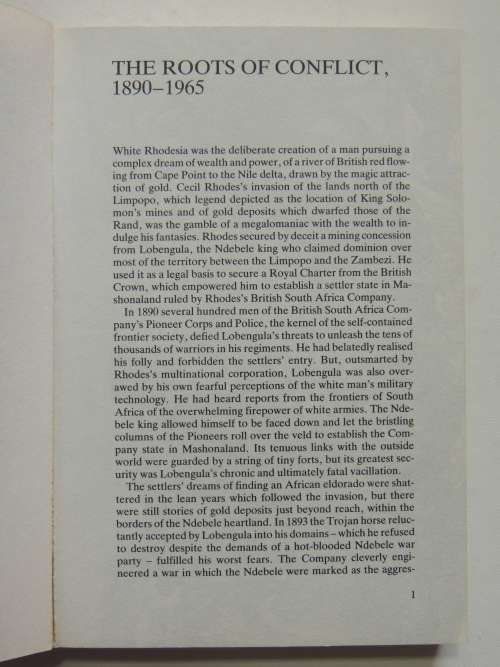 THE ROOTS OF CONFLICT,
1890–1965
White Rhodesia was the deliberate creation of a man pursuing a
complex dream of wealth and power, of a river of British red flow-
ing from Cape Point to the Nile delta, drawn by the magic attrac-
tion of gold. Cecil Rhodes's invasion of the lands north of the
Limpopo, which legend depicted as the location of King Solo-
mon's mines and of gold deposits which dwarfed those of the
Rand, was the gamble of a megalomaniac with the wealth to in-
dulge his fantasies. Rhodes secured by deceit a mining concession
from Lobengula, the Ndebele king who claimed dominion over
most of the territory between the Limpopo and the Zambezi. He
used it as a legal basis to secure a Royal Charter from the British
Crown, which empowered him to establish a settler state in Ma-
shonaland ruled by Rhodes's British South Africa Company.
In 1890 several hundred men of the British South Africa Com-
pany's Pioneer Corps and Police, the kernel of the self-contained
frontier society, defied Lobengula's threats to unleash the tens of
thousands of warriors in his regiments. He had belatedly realised
his folly and forbidden the settlers' entry. But, outsmarted by
Rhodes's multinational corporation, Lobengula was also over-
awed by his own fearful perceptions of the white man's military
technology. He had heard reports from the frontiers of South
Africa of the overwhelming firepower of white armies. The Nde-
bele king allowed himself to be faced down and let the bristling
columns of the Pioneers roll over the veld to establish the Com-
pany state in Mashonaland. Its tenuous links with the outside
world were guarded by a string of tiny forts, but its greatest sec-
urity was Lobengula's chronic and ultimately fatal vacillation.
The settlers' dreams of finding an African eldorado were shat-
tered in the lean years which followed the invasion, but there
were still stories of gold deposits just beyond reach, within the
borders of the Ndebele heartland. In 1893 the Trojan horse reluc-
tantly accepted by Lobengula into his domains – which he refused
to destroy despite the demands of a hot-blooded Ndebele war
party – fulfilled his worst fears. The Company cleverly engi-
neered a war in which the Ndebele were marked as the aggres-
1